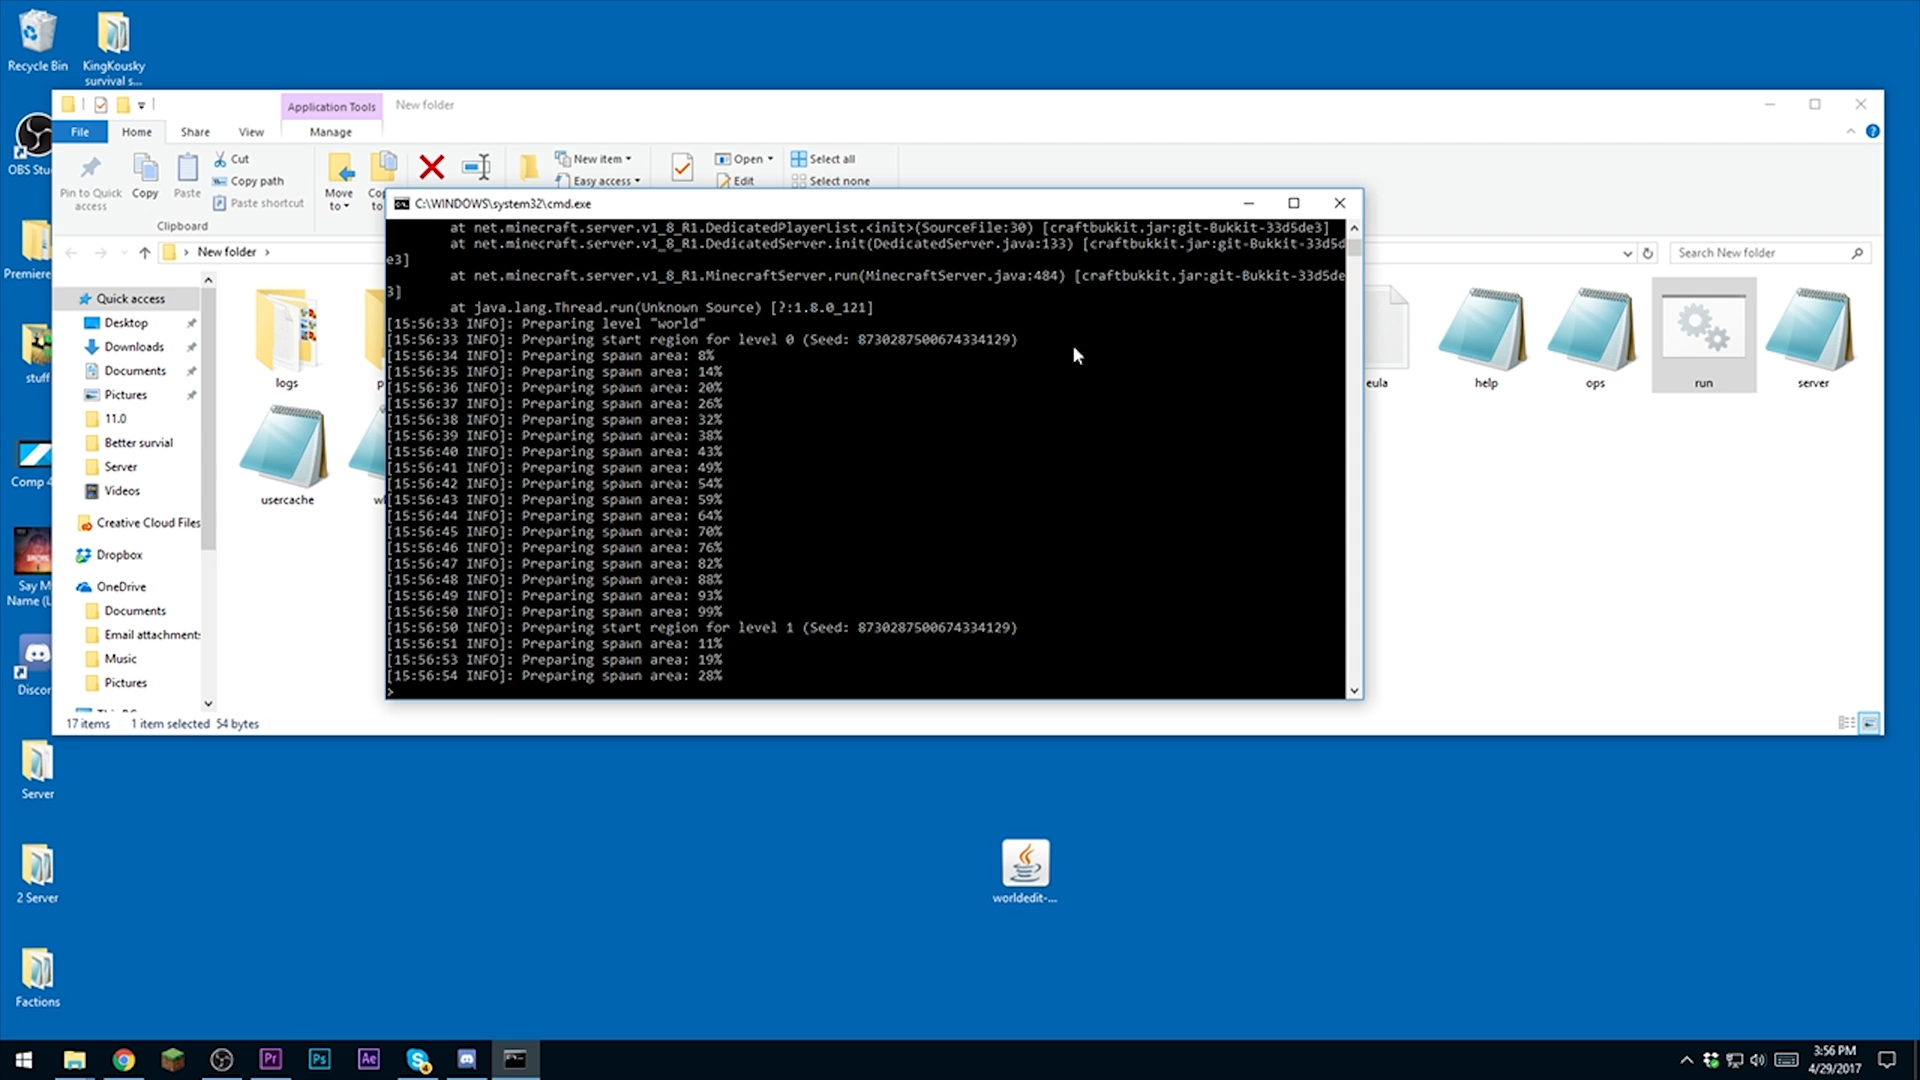 Recycle Bin
KingKousky
survival s...
OBS Stu
Premiere
stuff
Comp 4
Say M
Name (L
Discor
Server
2 Server
Factions
Application Tools
New folder
File
Home
Share
View
Manage
Pin to Quick
access
Copy
Paste
Cut
Copy path
Paste shortcut
Clipboard
Move
to
Co
to
New item
Easy access
Open
Edit
Select all
Select none
New folder
Search New folder
Quick access
Desktop
Downloads
Documents
Pictures
11.0
Better survial
Server
Videos
Creative Cloud Files
Dropbox
OneDrive
Documents
Email attachments
Music
Pictures
logs
usercache
eula
help
ops
run
server
17 items
1 item selected 54 bytes
C:\WINDOWS\system32\cmd.exe
at net.minecraft.server.v1_8_R1.DedicatedPlayerList.<init>(SourceFile:30) [craftbukkit.jar:git-Bukkit-33d5de3]
at net.minecraft.server.v1_8_R1.DedicatedServer.init(DedicatedServer.java:133) [craftbukkit.jar:git-Bukkit-33d5d
e3]
at net.minecraft.server.v1_8_R1.MinecraftServer.run(MinecraftServer.java:484) [craftbukkit.jar:git-Bukkit-33d5de
3]
at java.lang.Thread.run(Unknown Source) [?:1.8.0_121]
[15:56:33 INFO]: Preparing level "world"
[15:56:33 INFO]: Preparing start region for level 0 (Seed: 8730287500674334129)
[15:56:34 INFO]: Preparing spawn area: 8%
[15:56:35 INFO]: Preparing spawn area: 14%
[15:56:36 INFO]: Preparing spawn area: 20%
[15:56:37 INFO]: Preparing spawn area: 26%
[15:56:38 INFO]: Preparing spawn area: 32%
[15:56:39 INFO]: Preparing spawn area: 38%
[15:56:40 INFO]: Preparing spawn area: 43%
[15:56:41 INFO]: Preparing spawn area: 49%
[15:56:42 INFO]: Preparing spawn area: 54%
[15:56:43 INFO]: Preparing spawn area: 59%
[15:56:44 INFO]: Preparing spawn area: 64%
[15:56:45 INFO]: Preparing spawn area: 70%
[15:56:46 INFO]: Preparing spawn area: 76%
[15:56:47 INFO]: Preparing spawn area: 82%
[15:56:48 INFO]: Preparing spawn area: 88%
[15:56:49 INFO]: Preparing spawn area: 93%
[15:56:50 INFO]: Preparing spawn area: 99%
[15:56:50 INFO]: Preparing start region for level 1 (Seed: 8730287500674334129)
[15:56:51 INFO]: Preparing spawn area: 11%
[15:56:53 INFO]: Preparing spawn area: 19%
[15:56:54 INFO]: Preparing spawn area: 28%
>
worldedit-...
Pr
Ps
Ae
4
3:56 PM
4/29/2017